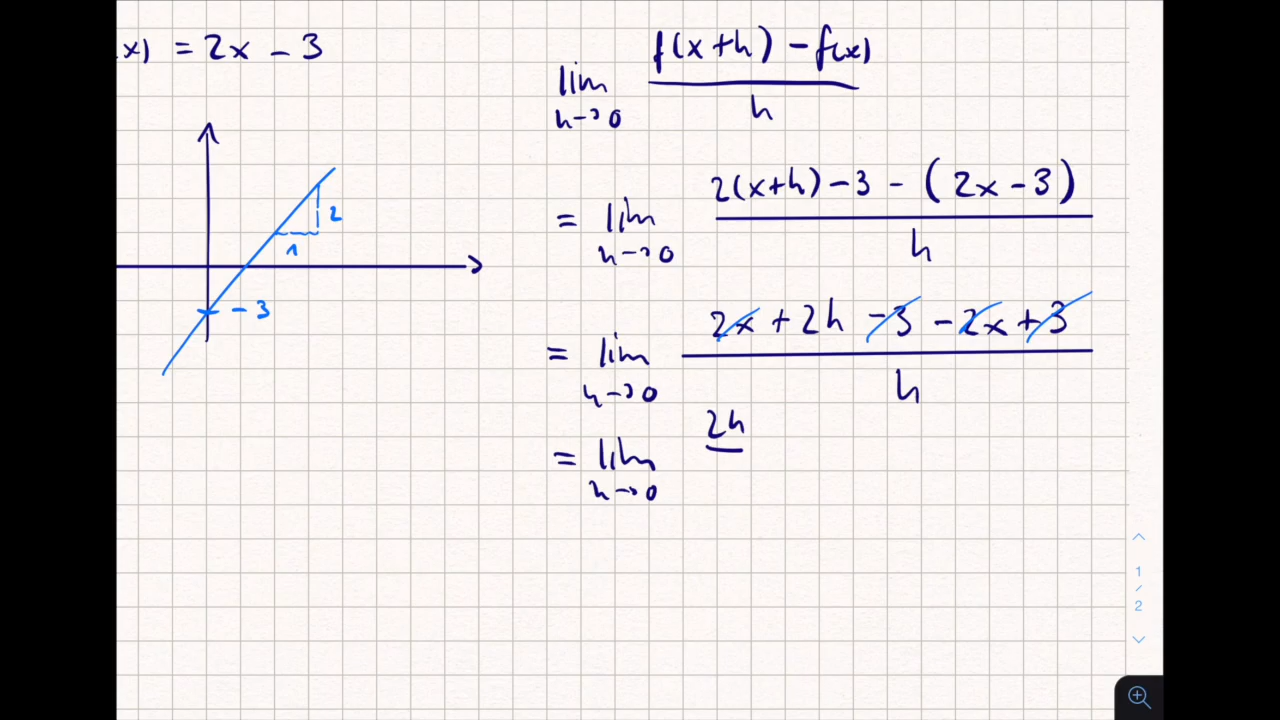 (x) = 2x - 3
2
1
- 3
lim h→0 f(x+h) - f(x) / h
= lim h→0 2(x+h) - 3 - (2x - 3) / h
= lim h→0 2x + 2h - 3 - 2x + 3 / h
= lim h→0 2h
1
/
2